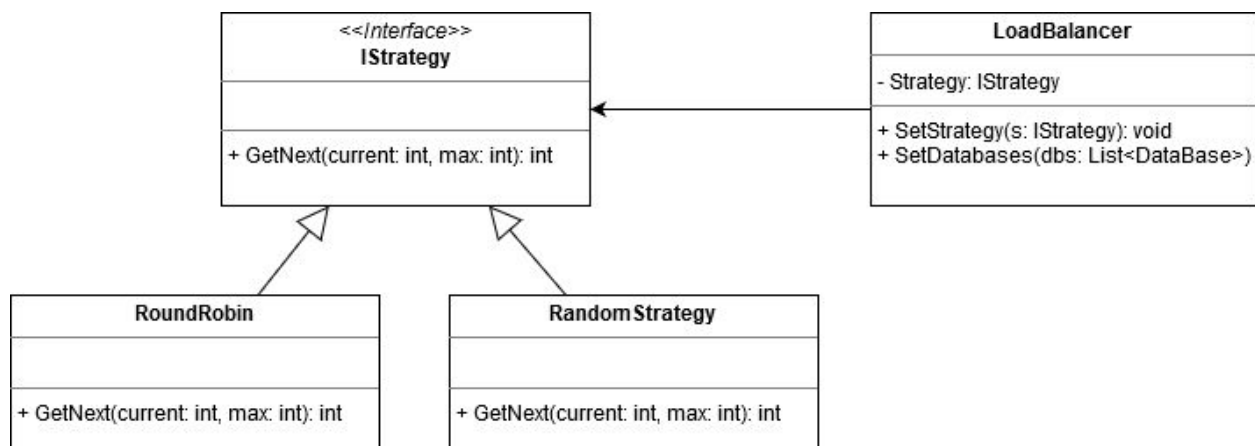 <<Interface>>
IStrategy
+ GetNext(current: int, max: int): int
LoadBalancer
- Strategy: IStrategy
+ SetStrategy(s: IStrategy): void
+ SetDatabases(dbs: List<DataBase>)
RoundRobin
+ GetNext(current: int, max: int): int
RandomStrategy
+ GetNext(current: int, max: int): int